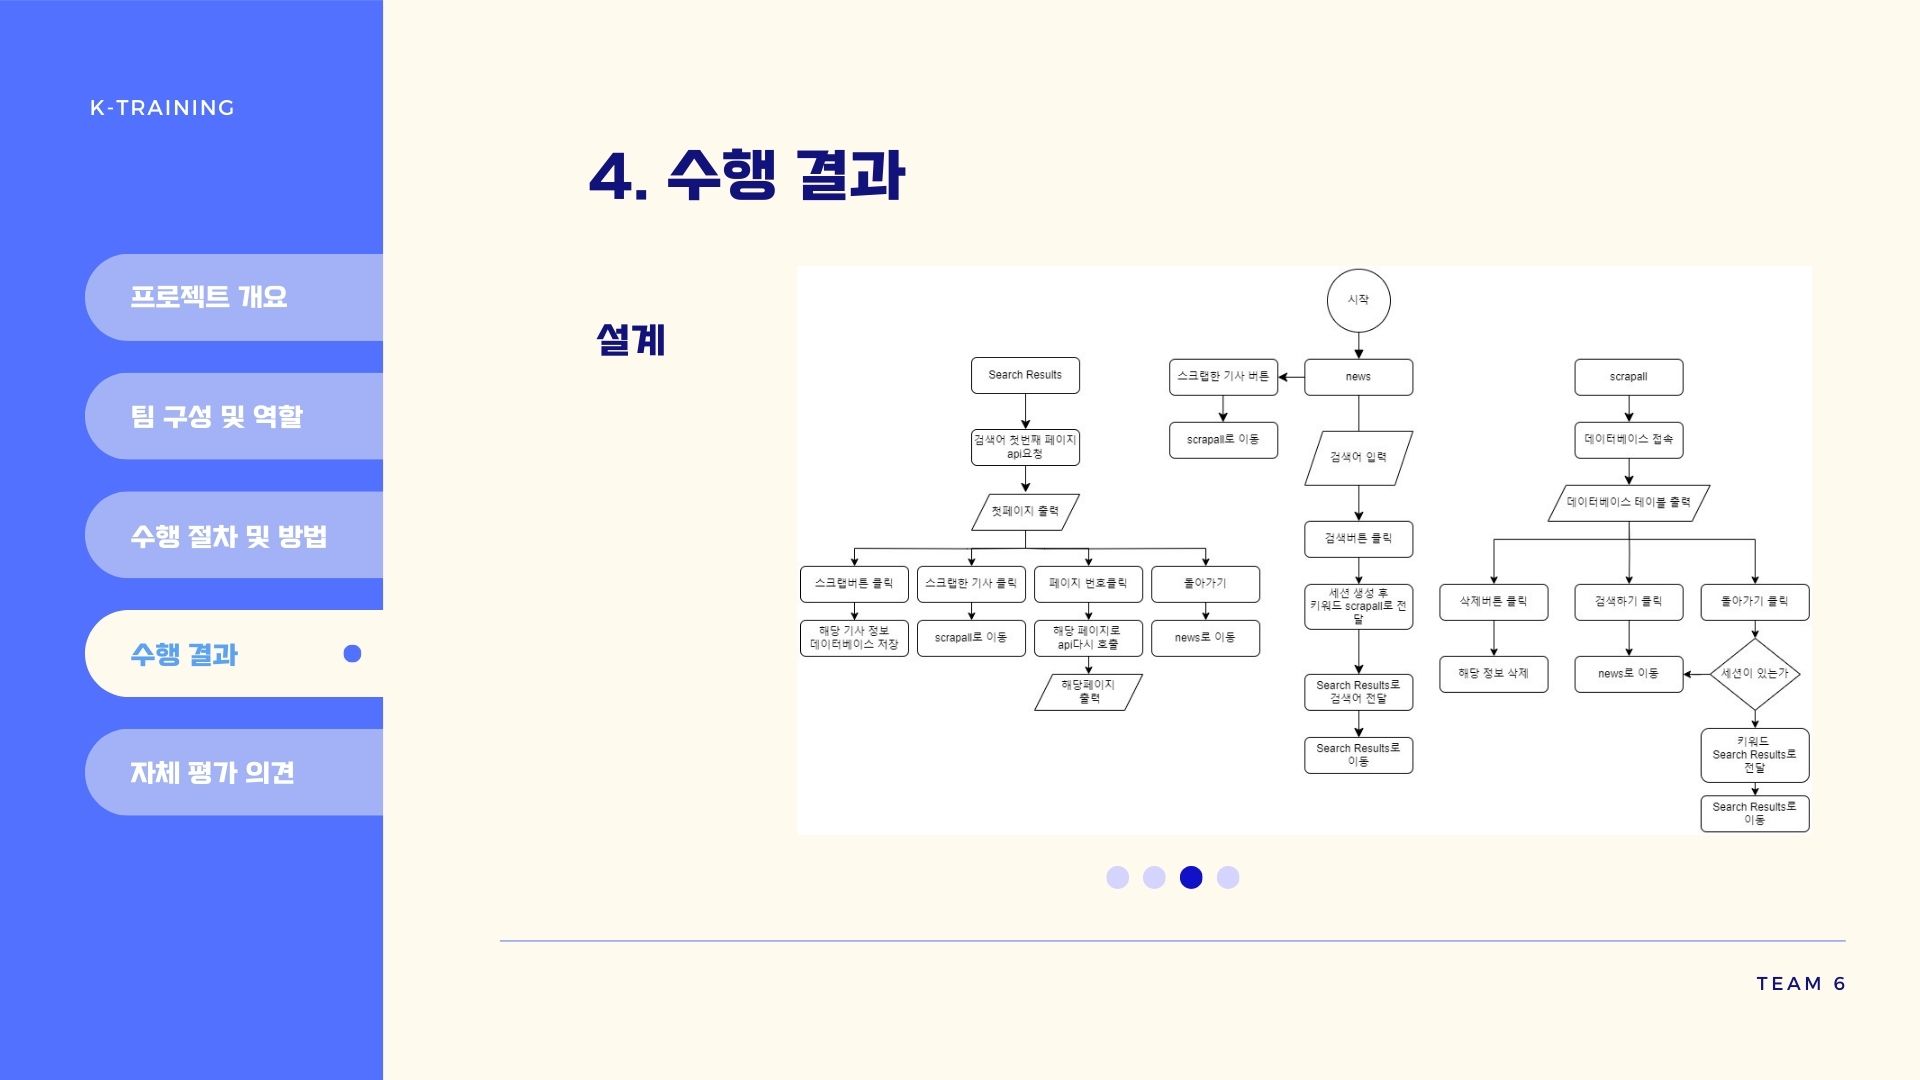 K-TRAINING
프로젝트 개요
팀 구성 및 역할
수행 절차 및 방법
수행 결과
자체 평가 의견
4. 수행 결과
설계
Search Results
검색어 첫번째 페이지
api요청
첫페이지 출력
스크랩버튼 클릭
해당 기사 정보
데이터베이스 저장
스크랩한 기사 클릭
scrapall로 이동
페이지 번호클릭
해당 페이지로
api다시 호출
해당페이지
출력
돌아가기
news로 이동
시작
news
스크랩한 기사 버튼
scrapall로 이동
검색어 입력
검색버튼 클릭
세션 생성 후
키워드 scrapall로 전
달
Search Results로
검색어 전달
Search Results로
이동
scrapall
데이터베이스 접속
데이터베이스 테이블 출력
삭제버튼 클릭
해당 정보 삭제
검색하기 클릭
news로 이동
돌아가기 클릭
세션이 있는가
키워드
Search Results로
전달
Search Results로
이동
TEAM 6